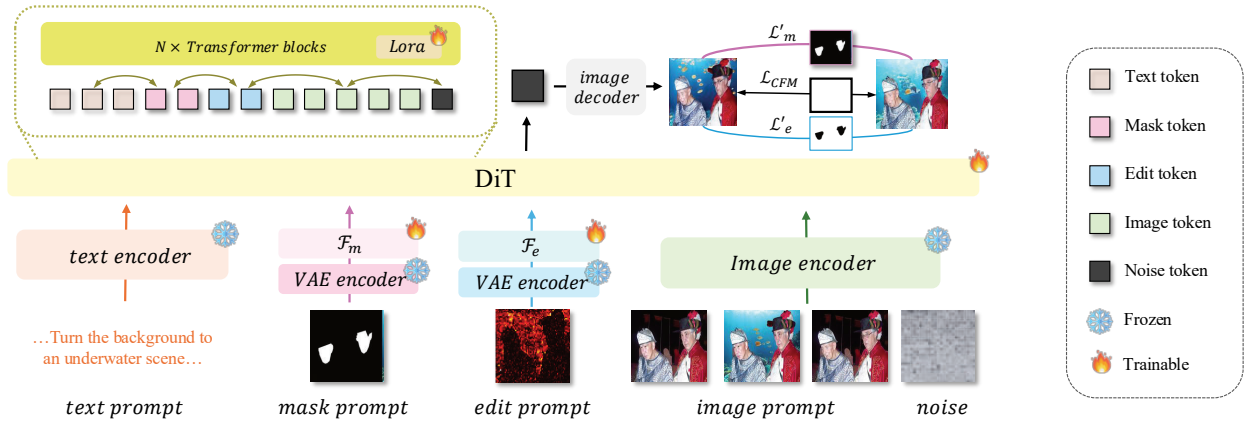 N × Transformer blocks
Lora
image
decoder
ℒ′ₘ
ℒ_CFM
ℒ′ₑ
DiT
text encoder
ℱₘ
VAE encoder
ℱₑ
VAE encoder
Image encoder
…Turn the background to
an underwater scene…
text prompt
mask prompt
edit prompt
image prompt
noise
Text token
Mask token
Edit token
Image token
Noise token
Frozen
Trainable